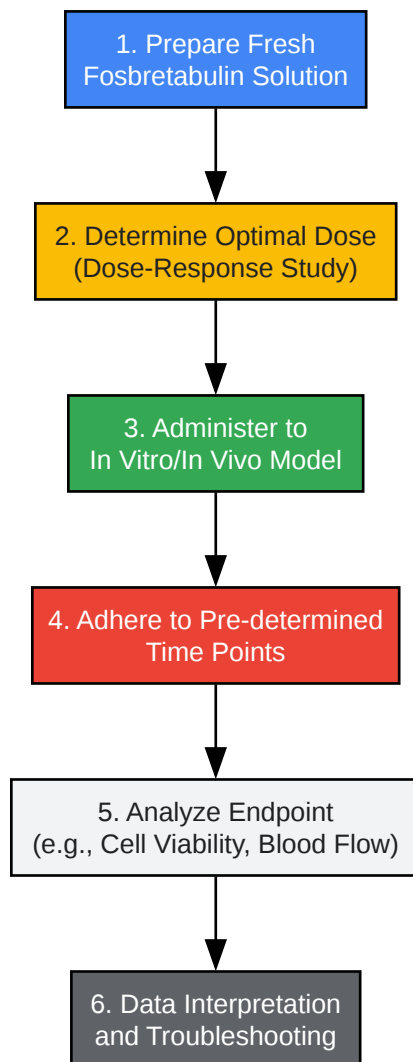 1. Prepare Fresh
Fosbretabulin Solution
2. Determine Optimal Dose
(Dose-Response Study)
3. Administer to
In Vitro/In Vivo Model
4. Adhere to Pre-determined
Time Points
5. Analyze Endpoint
(e.g., Cell Viability, Blood Flow)
6. Data Interpretation
and Troubleshooting